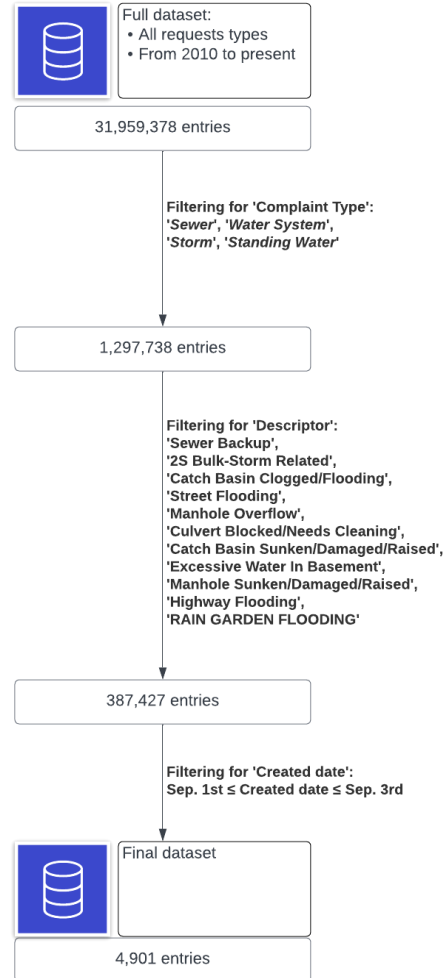 Full dataset:
• All requests types
• From 2010 to present
31,959,378 entries
Filtering for 'Complaint Type':
'Sewer', 'Water System',
'Storm', 'Standing Water'
1,297,738 entries
Filtering for 'Descriptor':
'Sewer Backup',
'2S Bulk-Storm Related',
'Catch Basin Clogged/Flooding',
'Street Flooding',
'Manhole Overflow',
'Culvert Blocked/Needs Cleaning',
'Catch Basin Sunken/Damaged/Raised',
'Excessive Water In Basement',
'Manhole Sunken/Damaged/Raised',
'Highway Flooding',
'RAIN GARDEN FLOODING'
387,427 entries
Filtering for 'Created date':
Sep. 1st ≤ Created date ≤ Sep. 3rd
Final dataset
4,901 entries